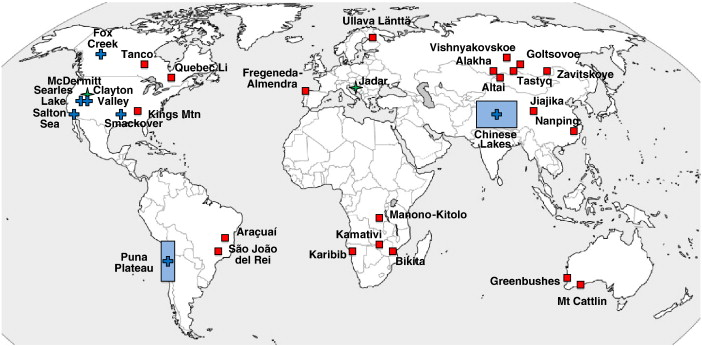 Ullava Länttä
Fox
Creek
Tanco
Quebec Li
McDermitt
Searles
Lake
Clayton
Valley
Salton
Sea
Smackover
Kings Mtn
Fregeneda-
Almendra
Jadar
Vishnyakovskoe
Alakha
Goltsovoe
Zavitskoye
Tastyq
Altai
Jiajika
Nanping
Chinese
Lakes
Manono-Kitolo
Kamativi
Karibib
Bikita
Araçuaí
São João
del Rei
Puna
Plateau
Greenbushes
Mt Cattlin